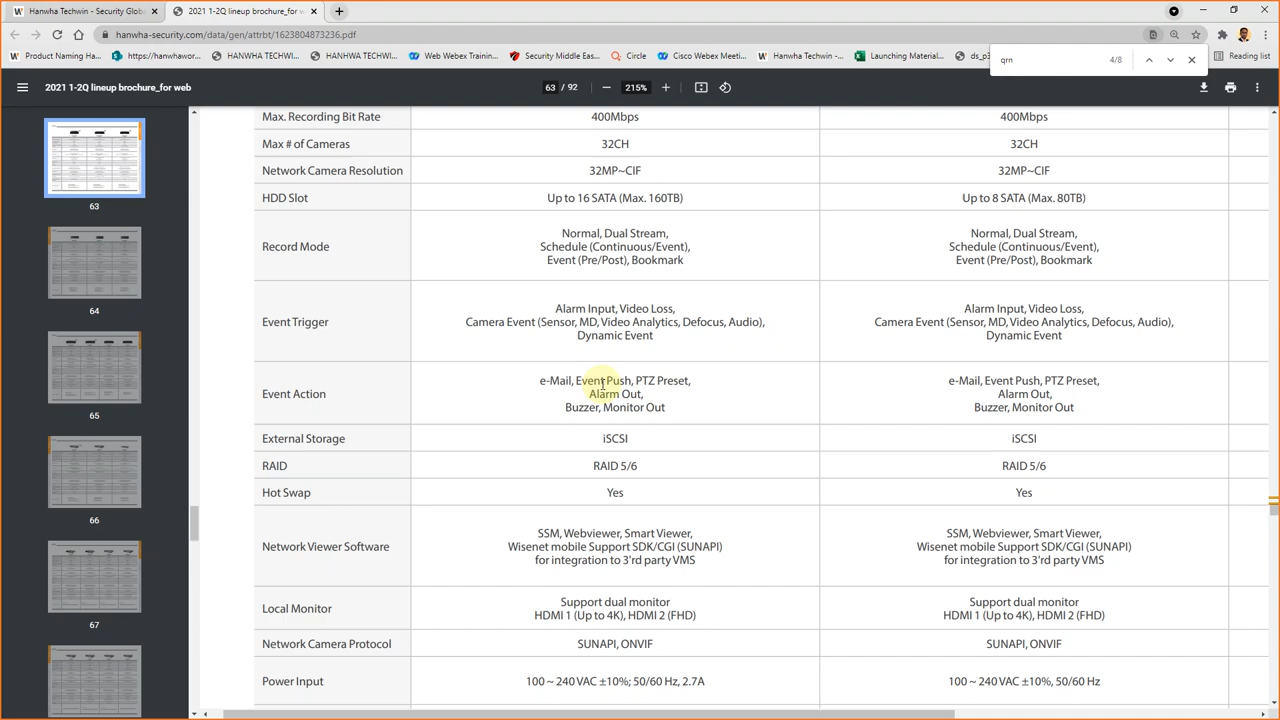 Hanwha Techwin - Security Glob
2021 1-2Q lineup brochure_for w
hanwha-security.com/data/gen/attrbt/1623804873236.pdf
Product Naming Ha...
https://hanwhawor...
HANWHA TECHWI...
HANHWA TECHWI...
Webex Webex Trainin...
Security Middle Eas...
Circle
Cisco Webex Meeti...
Hanwha Techwin -...
Launching Material...
ds_p3
Reading list
qrn
4/8
2021 1-2Q lineup brochure_for web
63 / 92
215%
63
64
65
66
67
Max. Recording Bit Rate 400Mbps 400Mbps
Max # of Cameras 32CH 32CH
Network Camera Resolution 32MP~CIF 32MP~CIF
HDD Slot Up to 16 SATA (Max. 160TB) Up to 8 SATA (Max. 80TB)
Record Mode
Normal, Dual Stream,
Schedule (Continuous/Event),
Event (Pre/Post), Bookmark
Normal, Dual Stream,
Schedule (Continuous/Event),
Event (Pre/Post), Bookmark
Event Trigger
Alarm Input, Video Loss,
Camera Event (Sensor, MD, Video Analytics, Defocus, Audio),
Dynamic Event
Alarm Input, Video Loss,
Camera Event (Sensor, MD, Video Analytics, Defocus, Audio),
Dynamic Event
Event Action
e-Mail, Event Push, PTZ Preset,
Alarm Out,
Buzzer, Monitor Out
e-Mail, Event Push, PTZ Preset,
Alarm Out,
Buzzer, Monitor Out
External Storage iSCSI iSCSI
RAID RAID 5/6 RAID 5/6
Hot Swap Yes Yes
Network Viewer Software
SSM, Webviewer, Smart Viewer,
Wisenet mobile Support SDK/CGI (SUNAPI)
for integration to 3'rd party VMS
SSM, Webviewer, Smart Viewer,
Wisenet mobile Support SDK/CGI (SUNAPI)
for integration to 3'rd party VMS
Local Monitor
Support dual monitor
HDMI 1 (Up to 4K), HDMI 2 (FHD)
Support dual monitor
HDMI 1 (Up to 4K), HDMI 2 (FHD)
Network Camera Protocol SUNAPI, ONVIF SUNAPI, ONVIF
Power Input 100 ~ 240 VAC ±10%; 50/60 Hz, 2.7A 100 ~ 240 VAC ±10%; 50/60 Hz